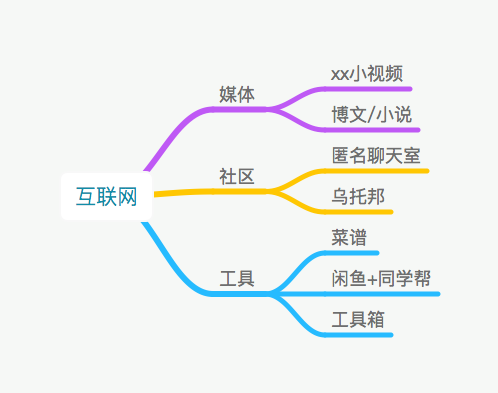 互联网
媒体
xx小视频
博文/小说
社区
匿名聊天室
乌托邦
工具
菜谱
闲鱼+同学帮
工具箱